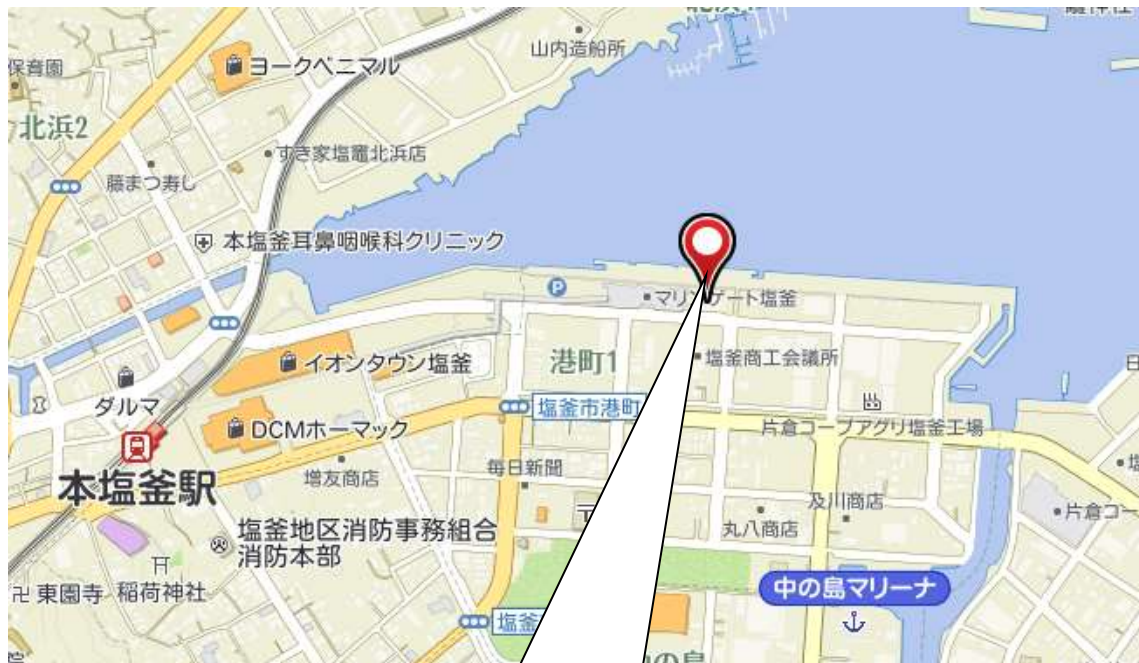 山内造船所
保育園
ヨークベニマル
北浜2
すき家塩竈北浜店
藤まつ寿し
本塩釜耳鼻咽喉科クリニック
P
マリンゲート塩釜
イオンタウン塩釜
港町1
塩釜商工会議所
ダルマ
塩釜市港町
DCMホーマック
片倉コープアグリ塩釜工場
毎日新聞
増友商店
本塩釜駅
及川商店
片倉コー
丸八商店
塩釜地区消防事務組合
消防本部
中の島マリーナ
東園寺
稲荷神社
塩釜